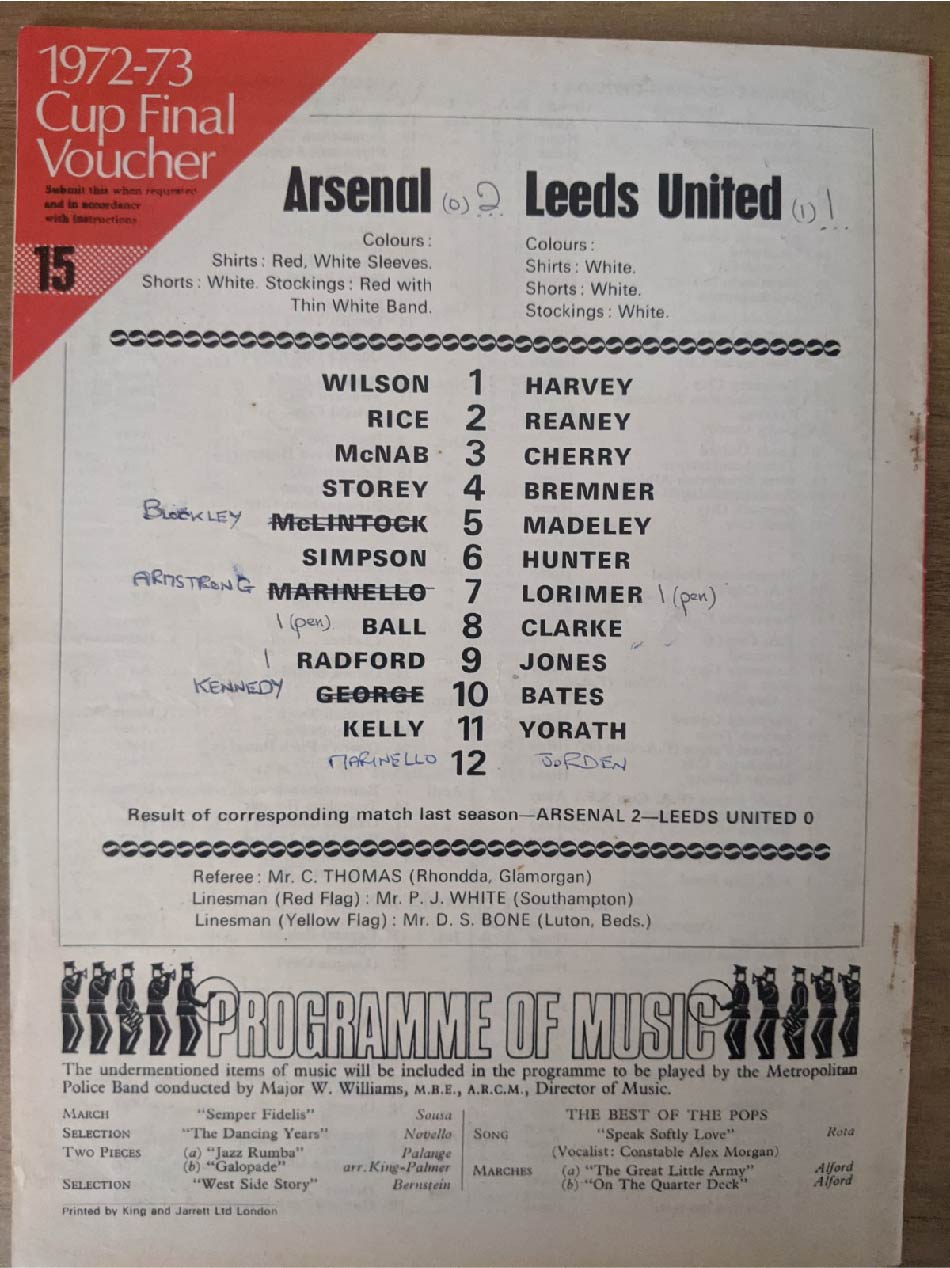 1972-73
Cup Final
Voucher
Submit this when requested
and in accordance
with instructions
15
Arsenal (0) 2 Leeds United (1) 1
Colours:
Shirts: Red, White Sleeves.
Shorts: White. Stockings: Red with
Thin White Band.
Colours:
Shirts: White.
Shorts: White.
Stockings: White.
WILSON 1 HARVEY
RICE 2 REANEY
McNAB 3 CHERRY
STOREY 4 BREMNER
BLOCKLEY McLINTOCK 5 MADELEY
SIMPSON 6 HUNTER
ARMSTRONG MARINELLO 7 LORIMER 1 (pen)
1 (pen). BALL 8 CLARKE
1 RADFORD 9 JONES
KENNEDY GEORGE 10 BATES
KELLY 11 YORATH
MARINELLO 12 JORDEN
Result of corresponding match last season—ARSENAL 2—LEEDS UNITED 0
Referee: Mr. C. THOMAS (Rhondda, Glamorgan)
Linesman (Red Flag): Mr. P. J. WHITE (Southampton)
Linesman (Yellow Flag): Mr. D. S. BONE (Luton, Beds.)
PROGRAMME OF MUSIC
The undermentioned items of music will be included in the programme to be played by the Metropolitan
Police Band conducted by Major W. Williams, M.B.E., A.R.C.M., Director of Music.
MARCH "Semper Fidelis" Sousa
SELECTION "The Dancing Years" Novello
TWO PIECES (a) "Jazz Rumba" Palange
(b) "Galopade" arr. King-Palmer
SELECTION "West Side Story" Bernstein
THE BEST OF THE POPS
SONG "Speak Softly Love" Rota
(Vocalist: Constable Alex Morgan)
MARCHES (a) "The Great Little Army" Alford
(b) "On The Quarter Deck" Alford
Printed by King and Jarrett Ltd London